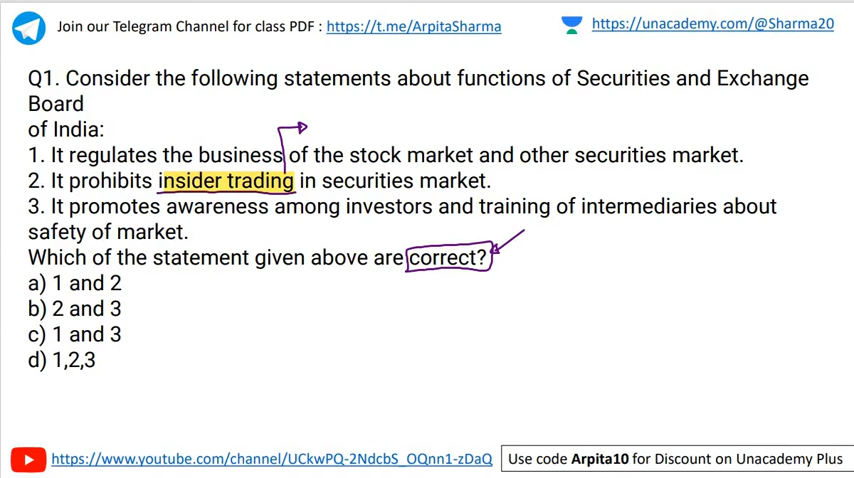 Join our Telegram Channel for class PDF : https://t.me/ArpitaSharma
https://unacademy.com/@Sharma20
Q1. Consider the following statements about functions of Securities and Exchange
Board
of India:
1. It regulates the business of the stock market and other securities market.
2. It prohibits insider trading in securities market.
3. It promotes awareness among investors and training of intermediaries about
safety of market.
Which of the statement given above are correct?
a) 1 and 2
b) 2 and 3
c) 1 and 3
d) 1,2,3
https://www.youtube.com/channel/UCkwPQ-2NdcbS_OQnn1-zDaQ
Use code Arpita10 for Discount on Unacademy Plus